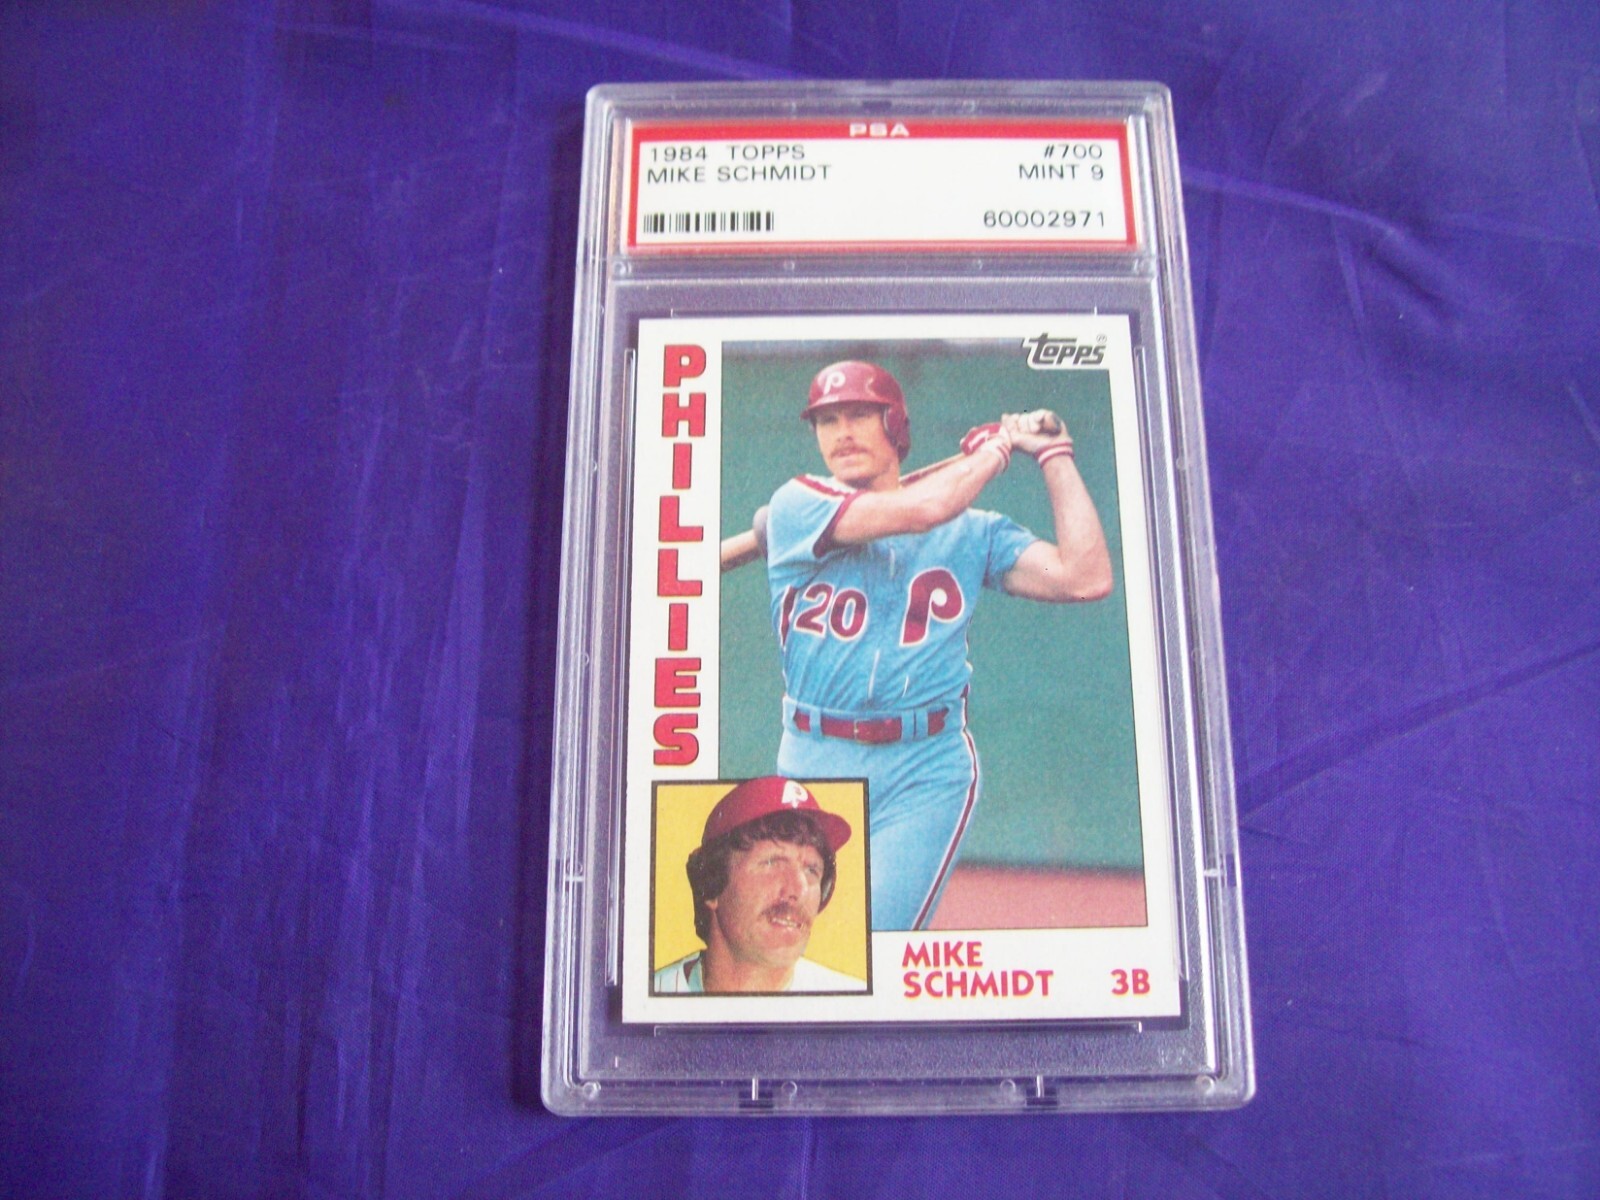 PSA
1984 TOPPS #700
MIKE SCHMIDT MINT 9
60002971
Topps®
PHILLIES
P
20 P
P
MIKE
SCHMIDT 3B